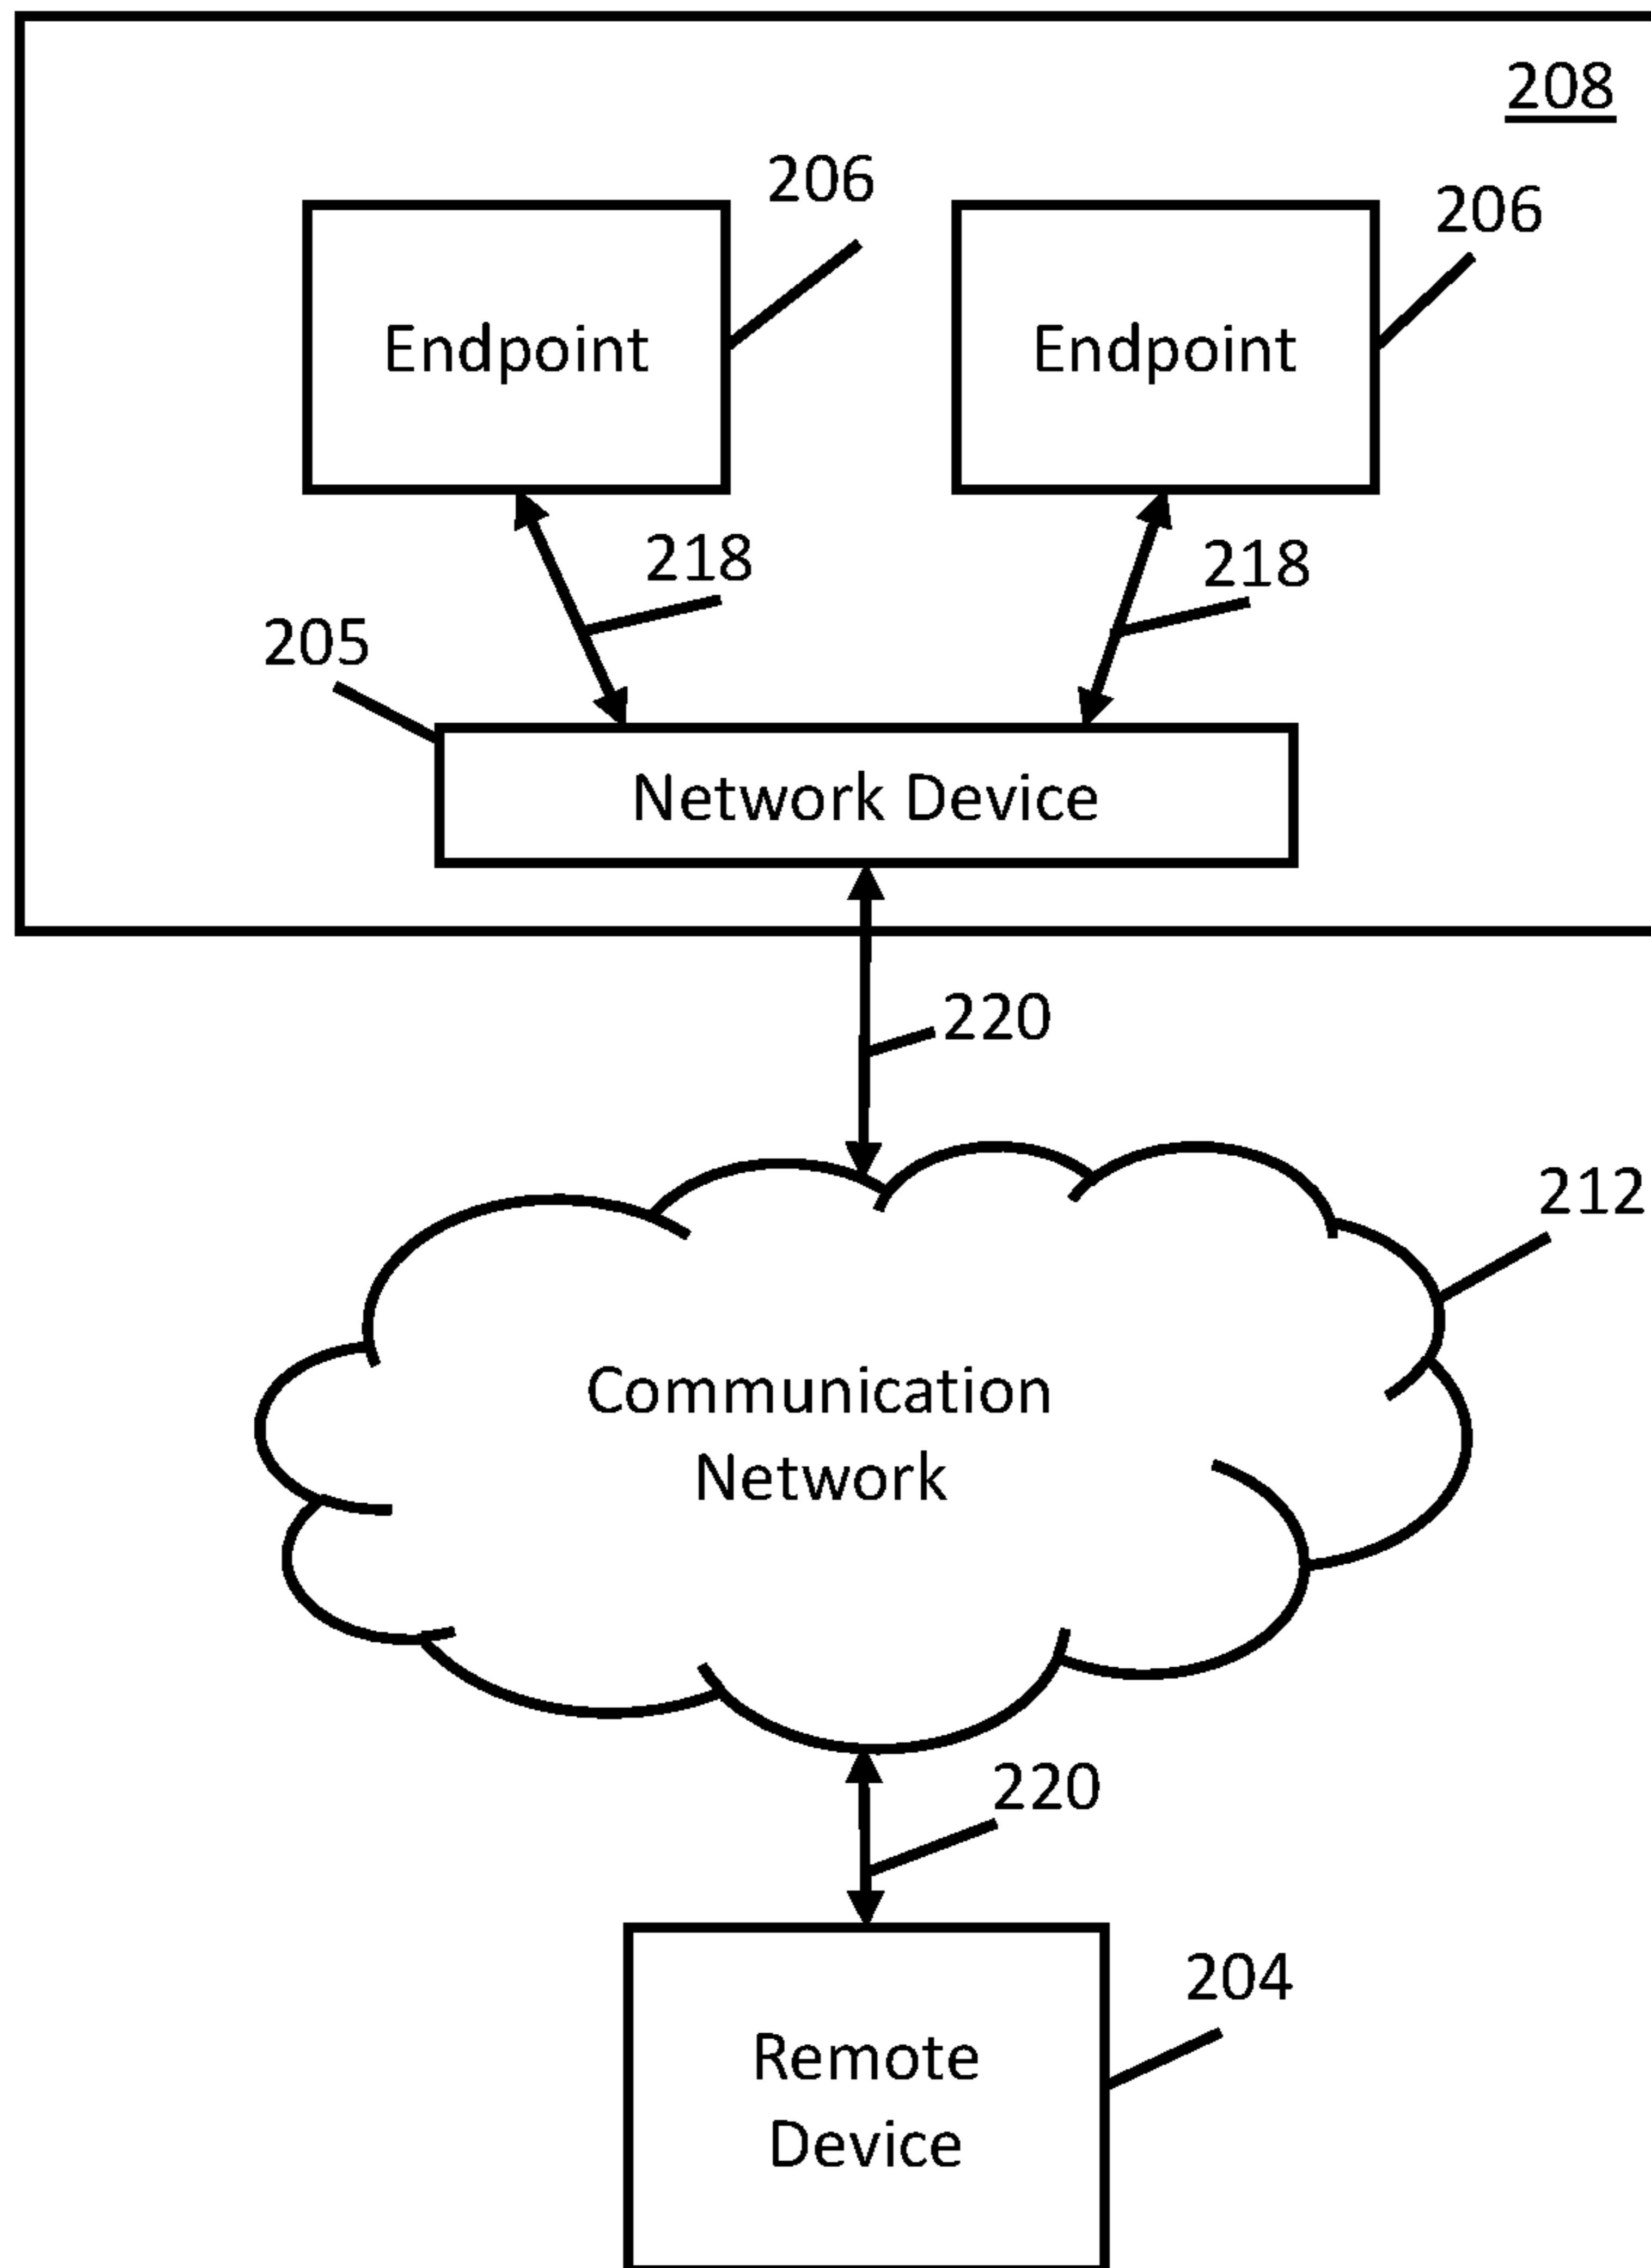 208
206
206
Endpoint
Endpoint
218
218
205
Network Device
220
212
Communication
Network
220
204
Remote
Device